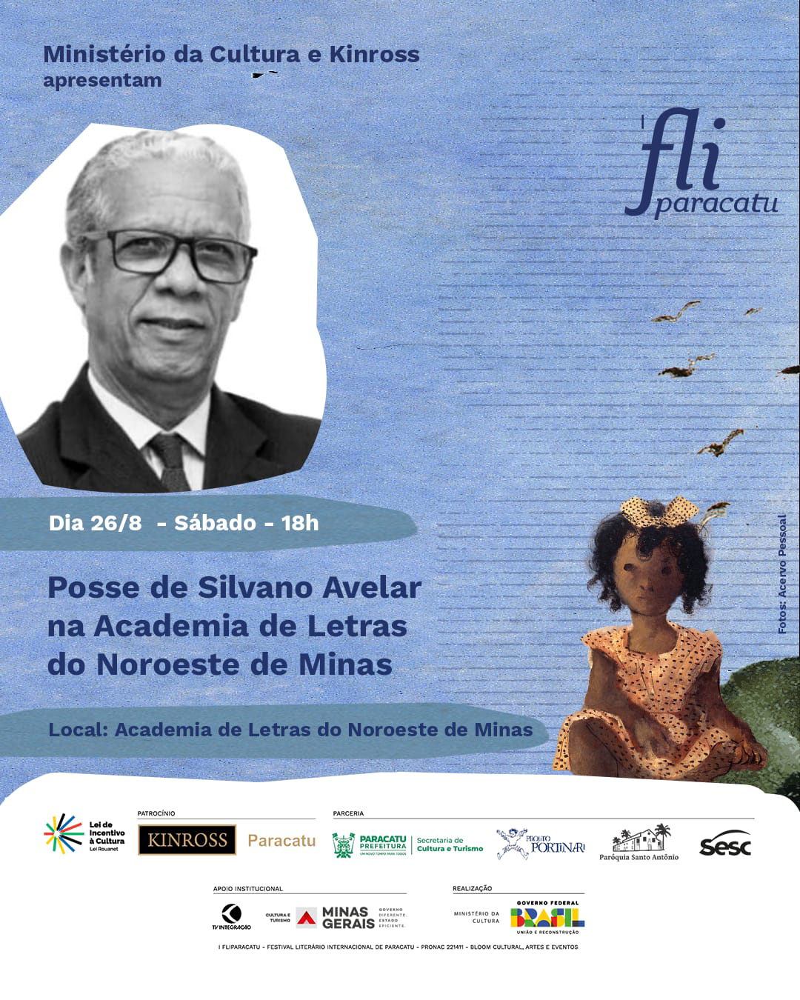 Ministério da Cultura e Kinross
apresentam
I fli
paracatu
Dia 26/8 - Sábado - 18h
Posse de Silvano Avelar
na Academia de Letras
do Noroeste de Minas
Fotos: Acervo Pessoal
Local: Academia de Letras do Noroeste de Minas
Lei de
Incentivo
à Cultura
Lei Rouanet
PATROCÍNIO
KINROSS Paracatu
PARCERIA
PARACATU
PREFEITURA
UM NOVO TEMPO PARA TODOS
Secretaria de
Cultura e Turismo
PROJETO
PORTINARI
Paróquia Santo Antônio
Sesc
APOIO INSTITUCIONAL
TV INTEGRAÇÃO
CULTURA E
TURISMO
MINAS
GERAIS
GOVERNO
DIFERENTE.
ESTADO
EFICIENTE.
REALIZAÇÃO
MINISTÉRIO DA
CULTURA
GOVERNO FEDERAL
BRASIL
UNIÃO E RECONSTRUÇÃO
I FLIPARACATU - FESTIVAL LITERÁRIO INTERNACIONAL DE PARACATU - PRONAC 221411 - BLOOM CULTURAL, ARTES E EVENTOS